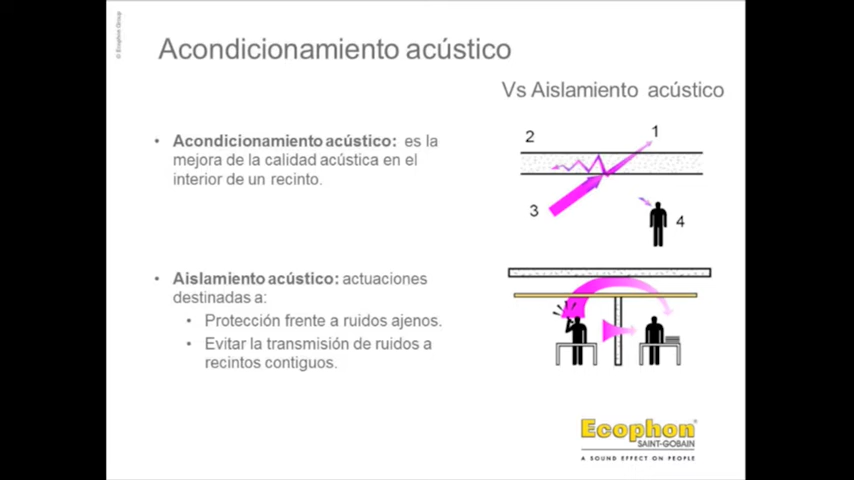 © Ecophon Group
Acondicionamiento acústico
Vs Aislamiento acústico
• Acondicionamiento acústico: es la
mejora de la calidad acústica en el
interior de un recinto.
2
1
3
4
• Aislamiento acústico: actuaciones
destinadas a:
• Protección frente a ruidos ajenos.
• Evitar la transmisión de ruidos a
recintos contiguos.
Ecophon®
SAINT-GOBAIN
A SOUND EFFECT ON PEOPLE